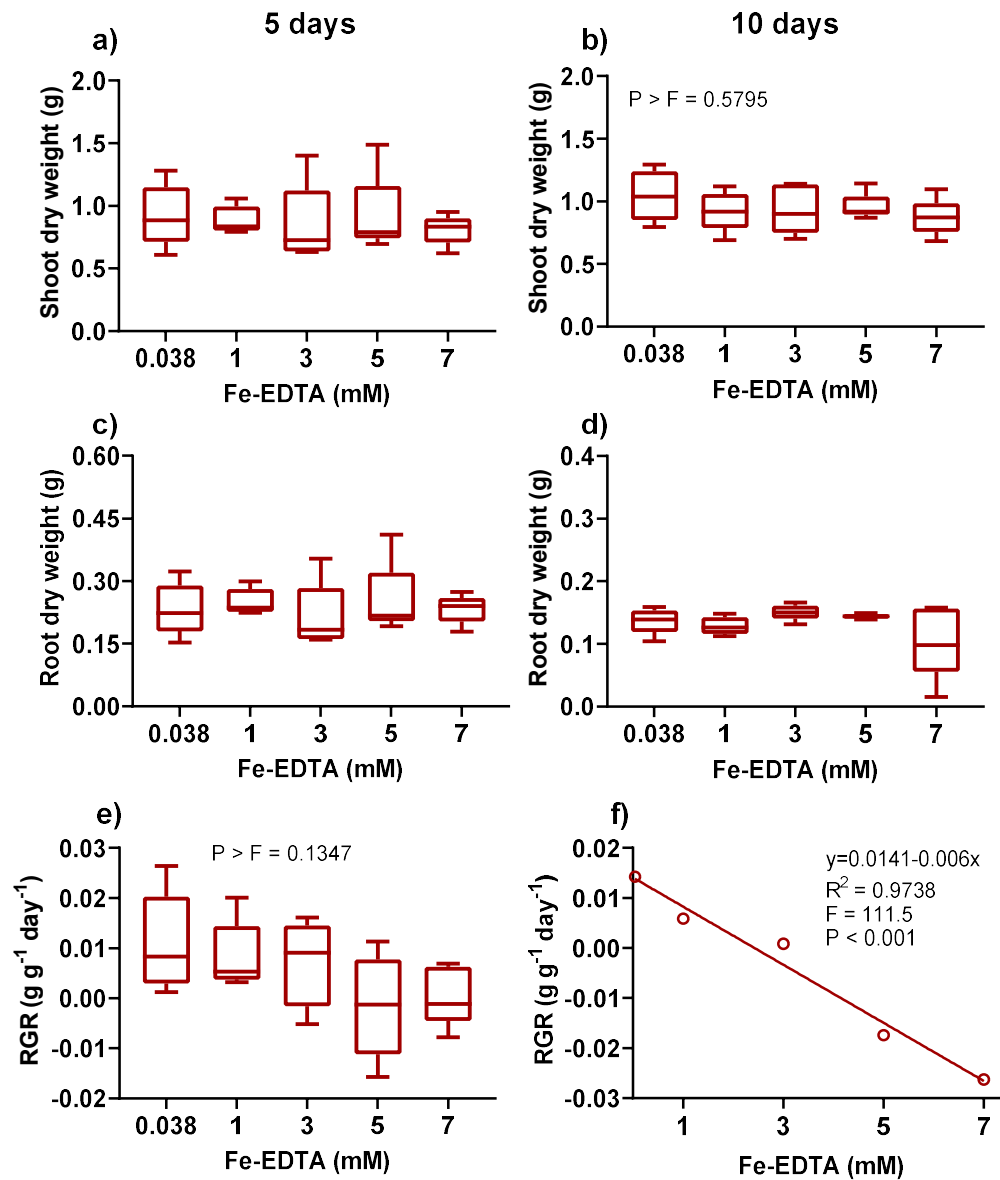 5 days
10 days
a)
Shoot dry weight (g)
2.0
1.5
1.0
0.5
0.0
0.038 1 3 5 7
Fe-EDTA (mM)
b)
P > F = 0.5795
Shoot dry weight (g)
2.0
1.5
1.0
0.5
0.0
0.038 1 3 5 7
Fe-EDTA (mM)
c)
Root dry weight (g)
0.60
0.45
0.30
0.15
0.00
0.038 1 3 5 7
Fe-EDTA (mM)
d)
Root dry weight (g)
0.4
0.3
0.2
0.1
0.0
0.038 1 3 5 7
Fe-EDTA (mM)
e)
P > F = 0.1347
RGR (g g⁻¹ day⁻¹)
0.03
0.02
0.01
0.00
-0.01
-0.02
0.038 1 3 5 7
Fe-EDTA (mM)
f)
y=0.0141-0.006x
R² = 0.9738
F = 111.5
P < 0.001
RGR (g g⁻¹ day⁻¹)
0.02
0.01
0.00
-0.01
-0.02
-0.03
1 3 5 7
Fe-EDTA (mM)